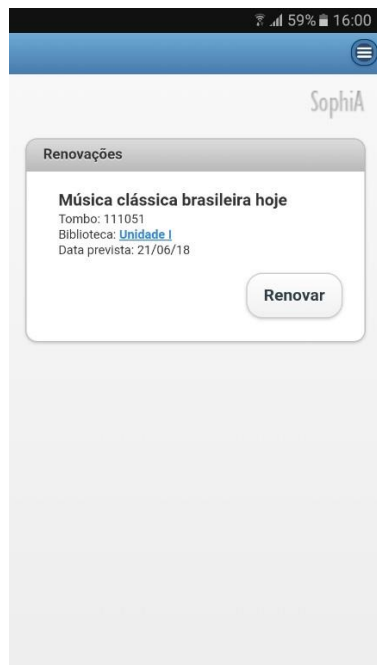 59% 16:00
SophiA
Renovações
Música clássica brasileira hoje
Tombo: 111051
Biblioteca: Unidade I
Data prevista: 21/06/18
Renovar